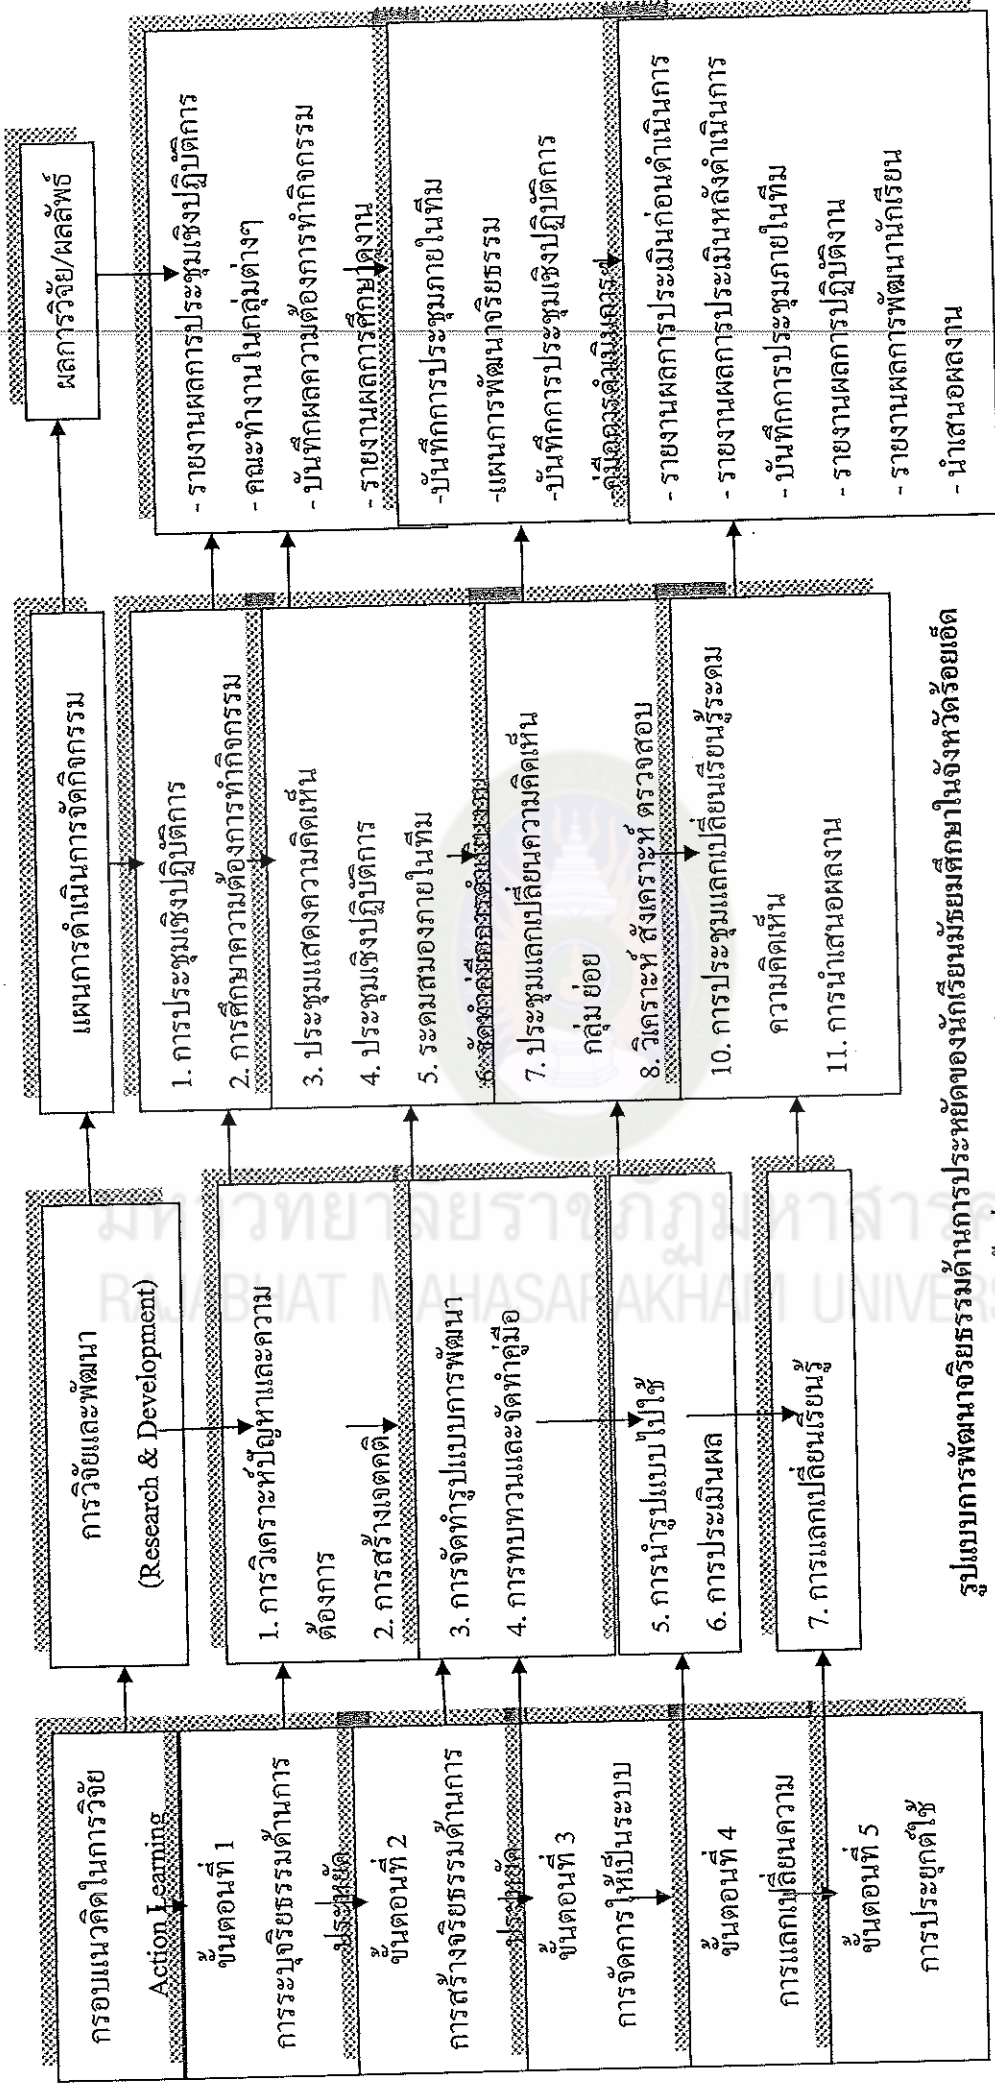 กรอบแนวคิดในการวิจัย
Action Learning
ขั้นตอนที่ 1
การระบุจริยธรรมด้านการ
ประหยัด
ขั้นตอนที่ 2
การสร้างจริยธรรมด้านการ
ประหยัด
ขั้นตอนที่ 3
การจัดการให้เป็นระบบ
ขั้นตอนที่ 4
การแลกเปลี่ยนความ
ขั้นตอนที่ 5
การประยุกต์ใช้
การวิจัยและพัฒนา
(Research & Development)
1. การวิเคราะห์ปัญหาและความ
ต้องการ
2. การสร้างเจตคติ
3. การจัดทำรูปแบบการพัฒนา
4. การทบทวนและจัดทำคู่มือ
5. การนำรูปแบบไปใช้
6. การประเมินผล
7. การแลกเปลี่ยนเรียนรู้
แผนการดำเนินการจัดกิจกรรม
1. การประชุมเชิงปฏิบัติการ
2. การศึกษาความต้องการทำกิจกรรม
3. ประชุมแสดงความคิดเห็น
4. ประชุมเชิงปฏิบัติการ
5. ระดมสมองภายในทีม
6. จัดทำคู่มือการดำเนินงาน
7. ประชุมแลกเปลี่ยนความคิดเห็น
กลุ่ม ย่อย
8. วิเคราะห์ สังเคราะห์ ตรวจสอบ
10. การประชุมแลกเปลี่ยนเรียนรู้ระดม
ความคิดเห็น
11. การนำเสนอผลงาน
ผลการวิจัย/ผลลัพธ์
- รายงานผลการประชุมเชิงปฏิบัติการ
- คณะทำงานในกลุ่มต่างๆ
- บันทึกผลความต้องการทำกิจกรรม
- รายงานผลการศึกษาดูงาน
-บันทึกการประชุมภายในทีม
-แผนการพัฒนาจริยธรรม
-บันทึกการประชุมเชิงปฏิบัติการ
-คู่มือการดำเนินการฯ
- รายงานผลการประเมินก่อนดำเนินการ
- รายงานผลการประเมินหลังดำเนินการ
- บันทึกการประชุมภายในทีม
- รายงานผลการปฏิบัติงาน
- รายงานผลการพัฒนานักเรียน
- นำเสนอผลงาน
รูปแบบการพัฒนาจริยธรรมด้านการประหยัดของนักเรียนมัธยมศึกษาในจังหวัดร้อยเอ็ด
มหาวิทยาลัยราชภัฏมหาสารค
RAJABHAT MAHASARAKHAM UNIVERS